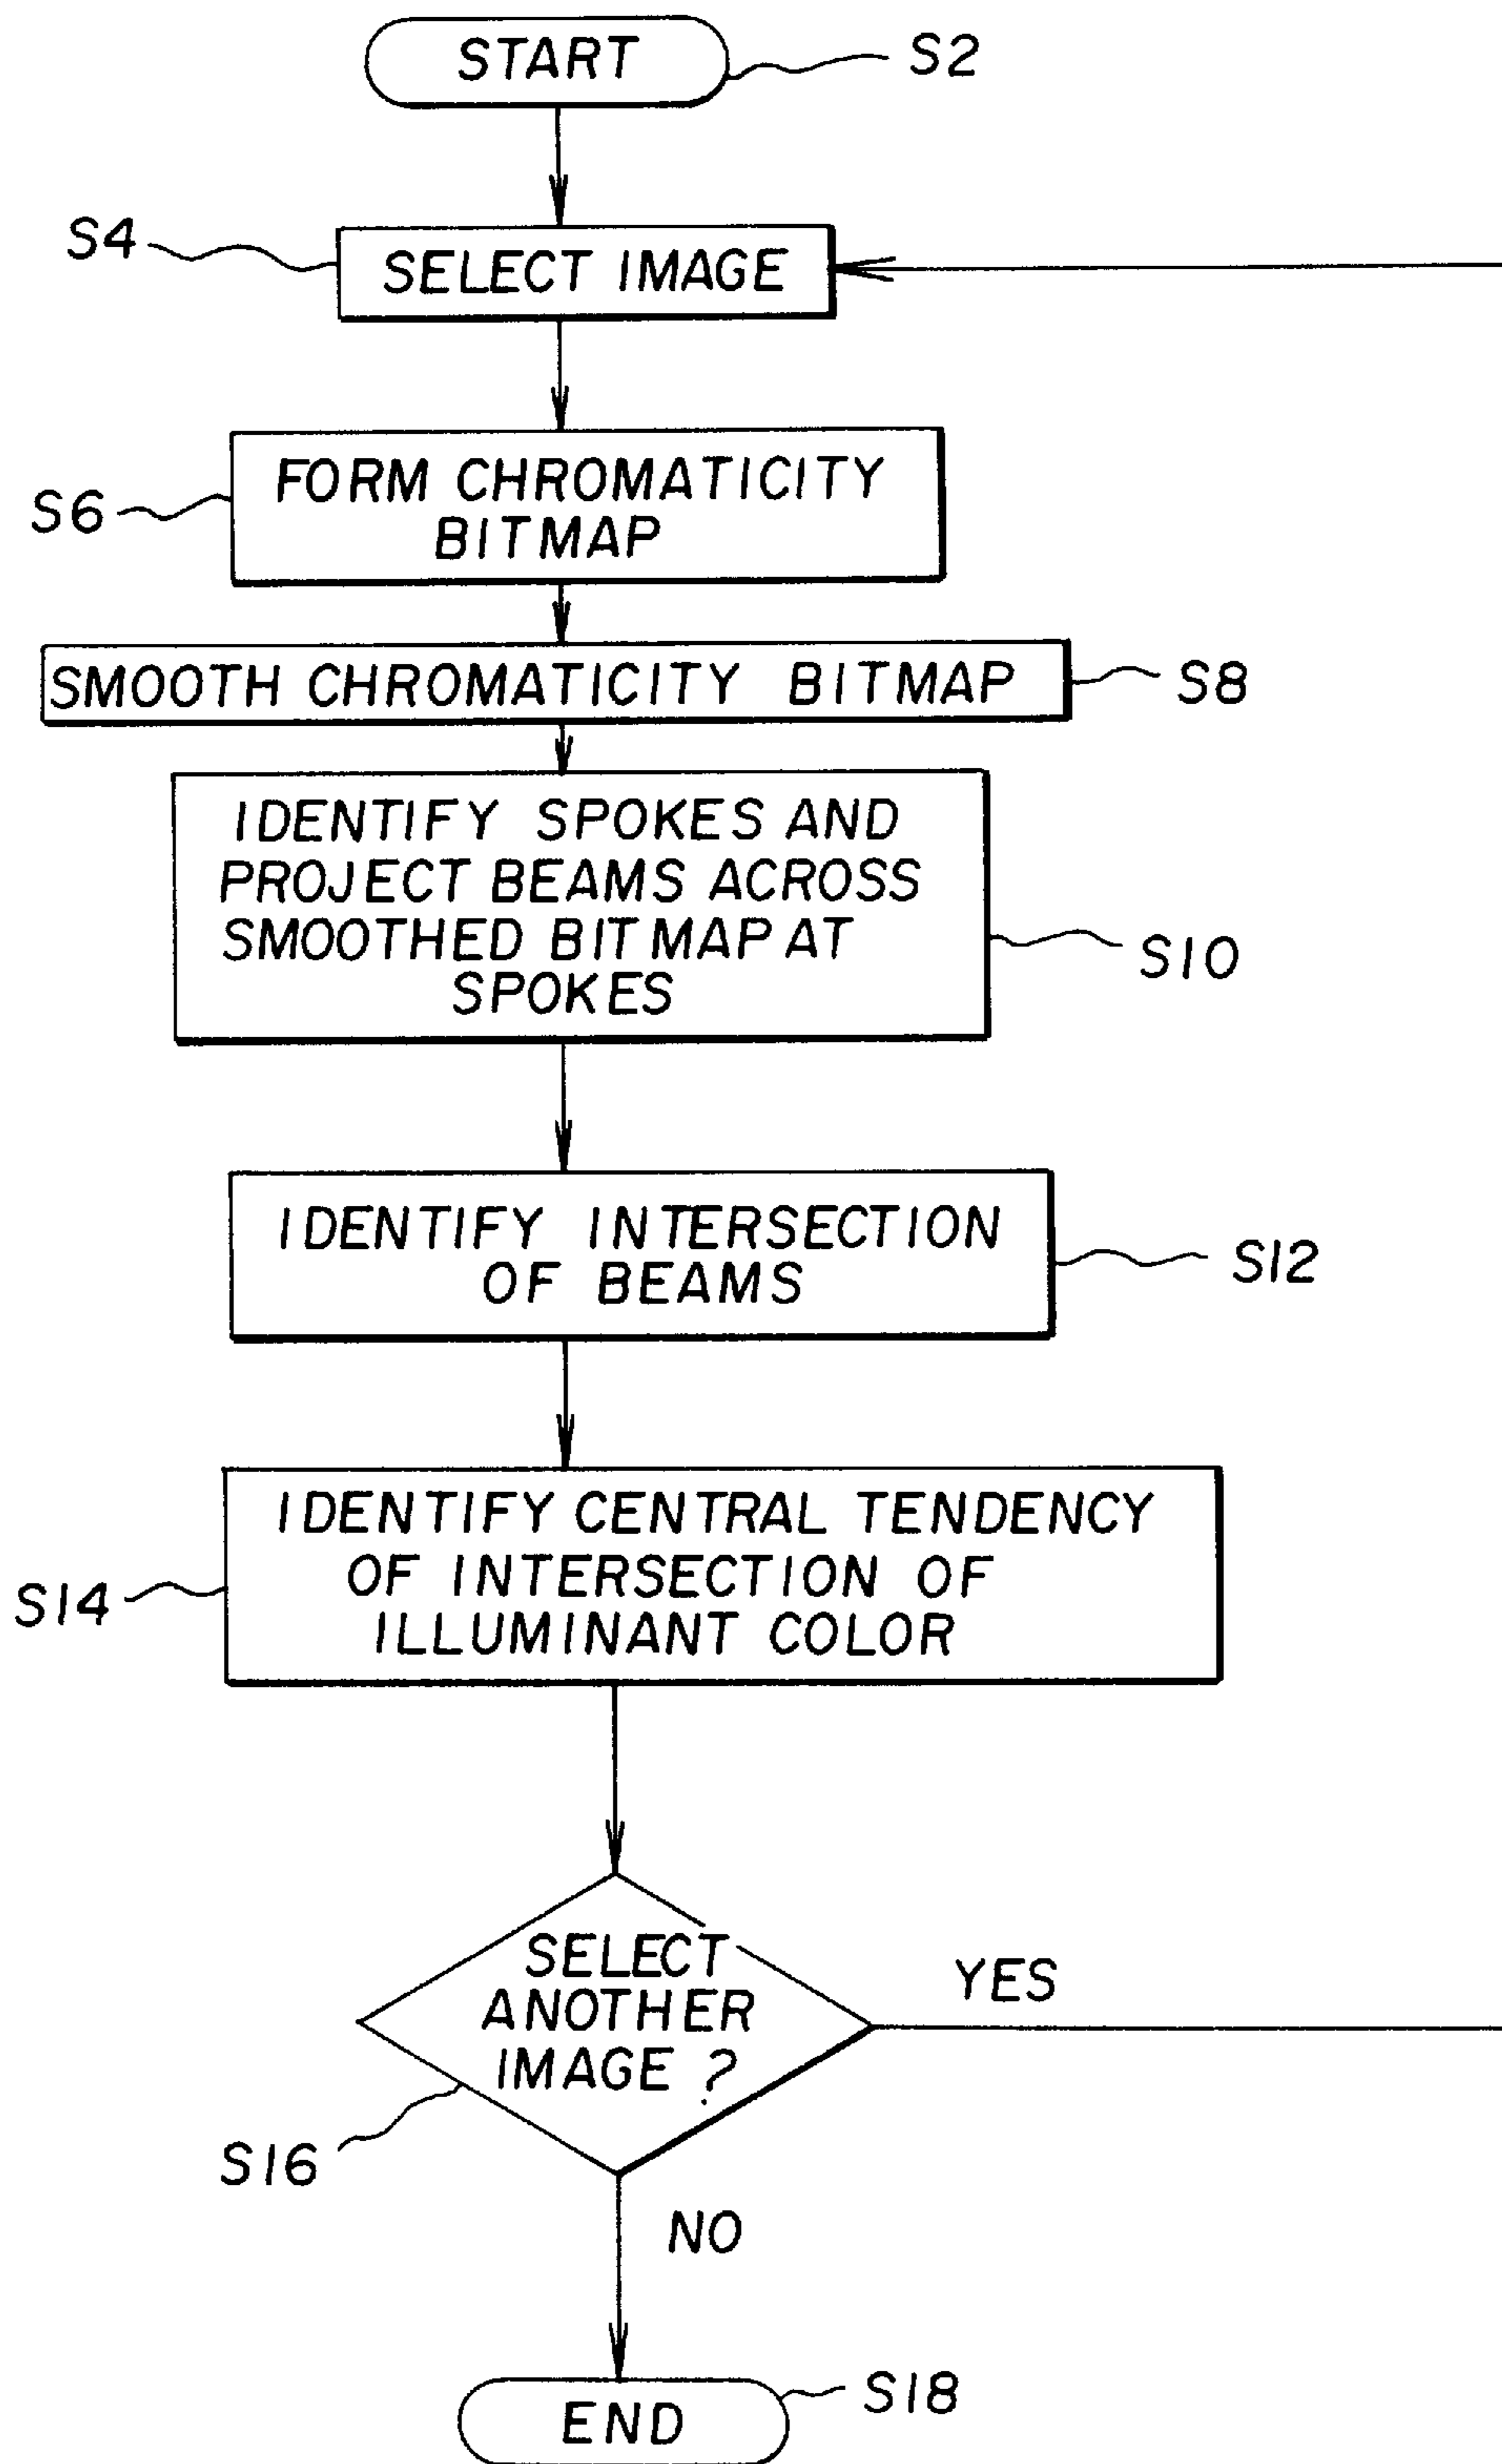 START
S2
S4
SELECT IMAGE
S6
FORM CHROMATICITY
BITMAP
SMOOTH CHROMATICITY BITMAP
S8
IDENTIFY SPOKES AND
PROJECT BEAMS ACROSS
SMOOTHED BITMAP AT
SPOKES
S10
IDENTIFY INTERSECTION
OF BEAMS
S12
S14
IDENTIFY CENTRAL TENDENCY
OF INTERSECTION OF
ILLUMINANT COLOR
SELECT
ANOTHER
IMAGE ?
YES
S16
NO
S18
END